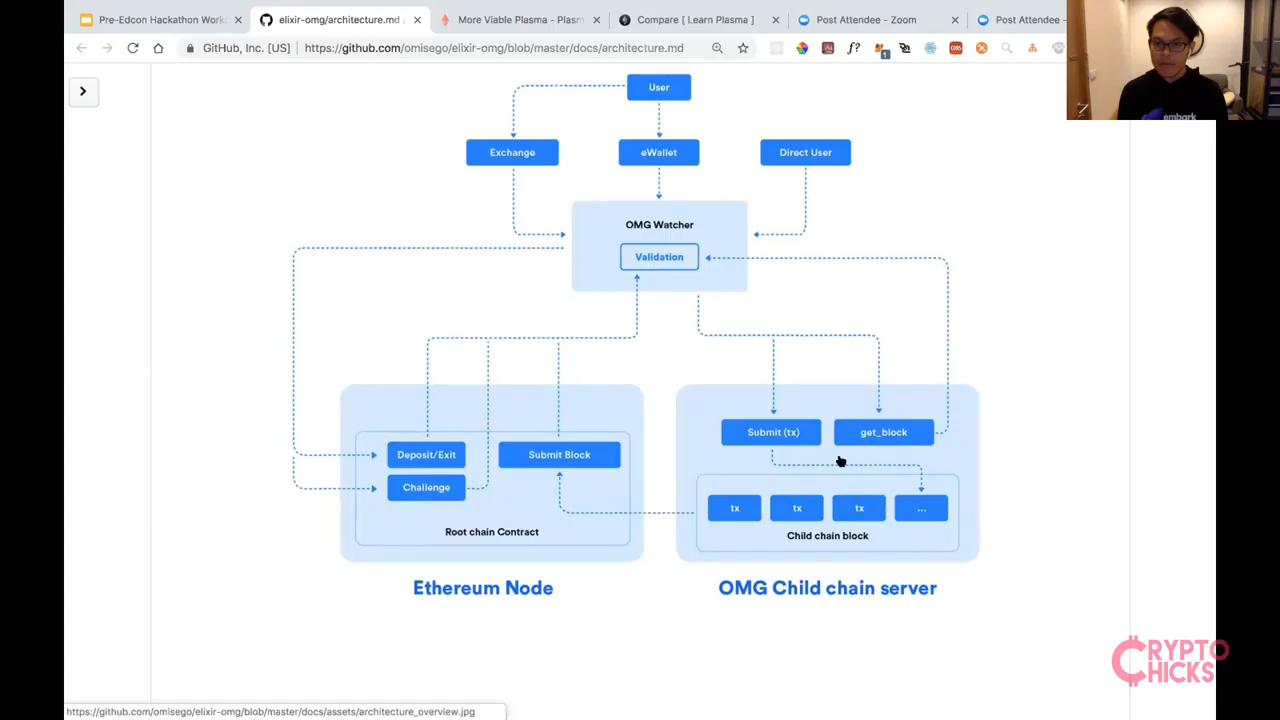 Pre-Edcon Hackathon Work
elixir-omg/architecture.md
More Viable Plasma - Plasm
Compare [ Learn Plasma ]
Post Attendee - Zoom
Post Attendee -
GitHub, Inc. [US]
https://github.com/omisego/elixir-omg/blob/master/docs/architecture.md
f?
CORS
1
embark
User
Exchange
eWallet
Direct User
OMG Watcher
Validation
Submit (tx)
get_block
Deposit/Exit
Submit Block
Challenge
tx
tx
tx
...
Root chain Contract
Child chain block
Ethereum Node
OMG Child chain server
CRYPTO
CHICKS
https://github.com/omisego/elixir-omg/blob/master/docs/assets/architecture_overview.jpg